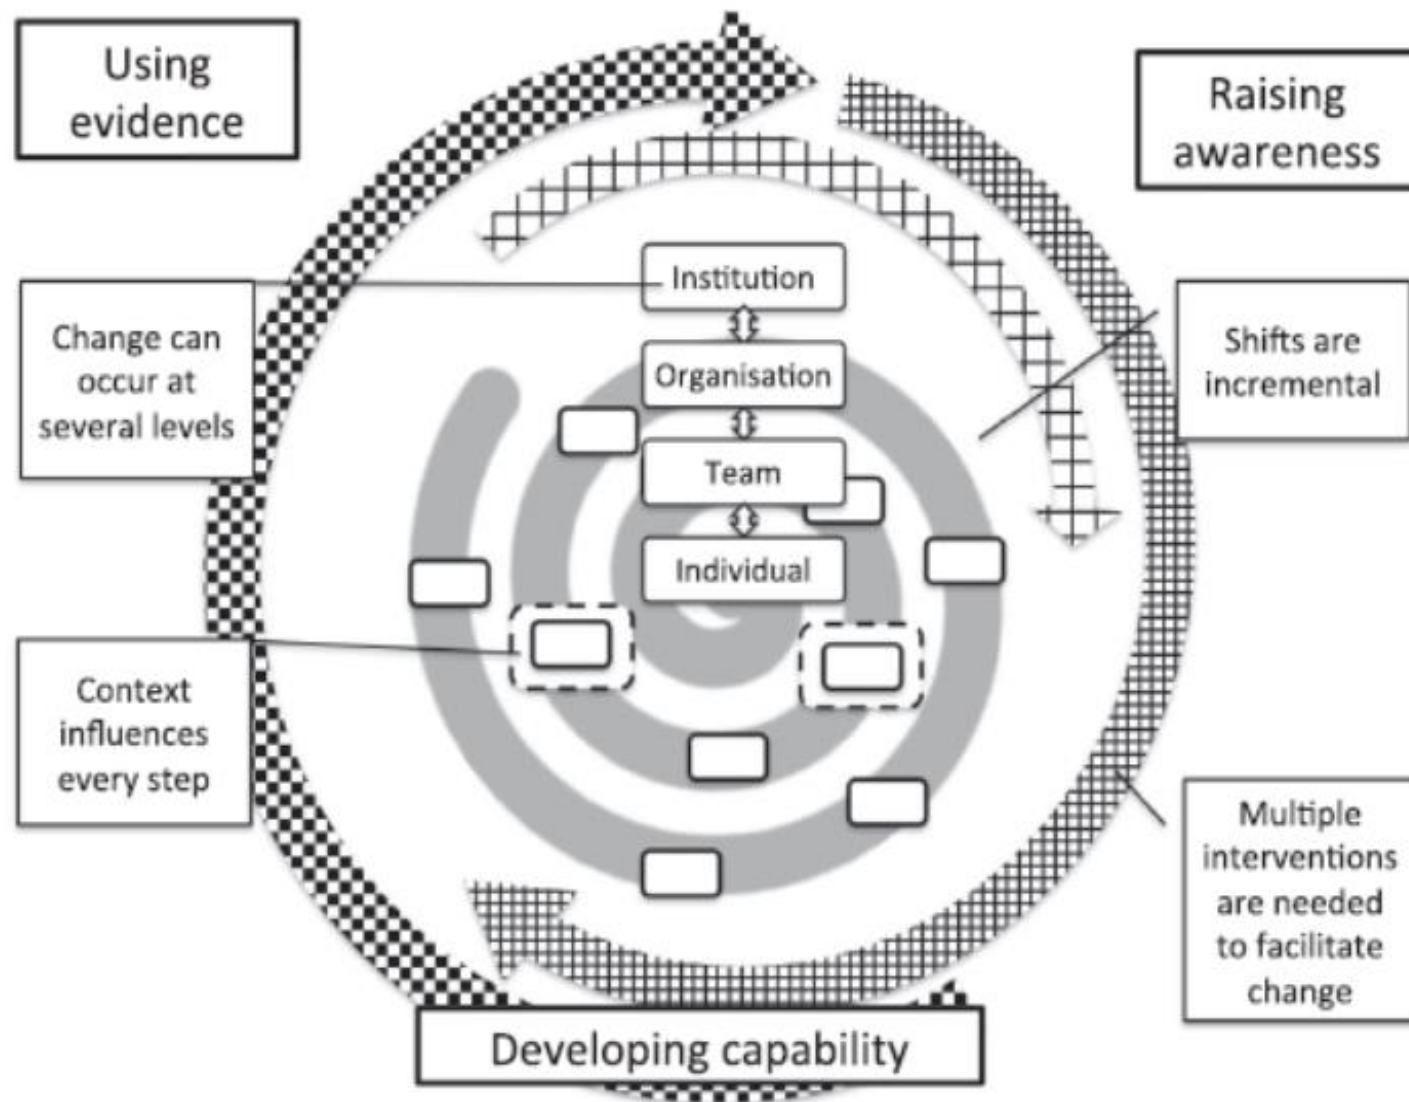 Using
evidence
Raising
awareness
Institution
Change can
occur at
several levels
Organisation
Shifts are
incremental
Team
Individual
Context
influences
every step
Multiple
interventions
are needed
to facilitate
change
Developing capability